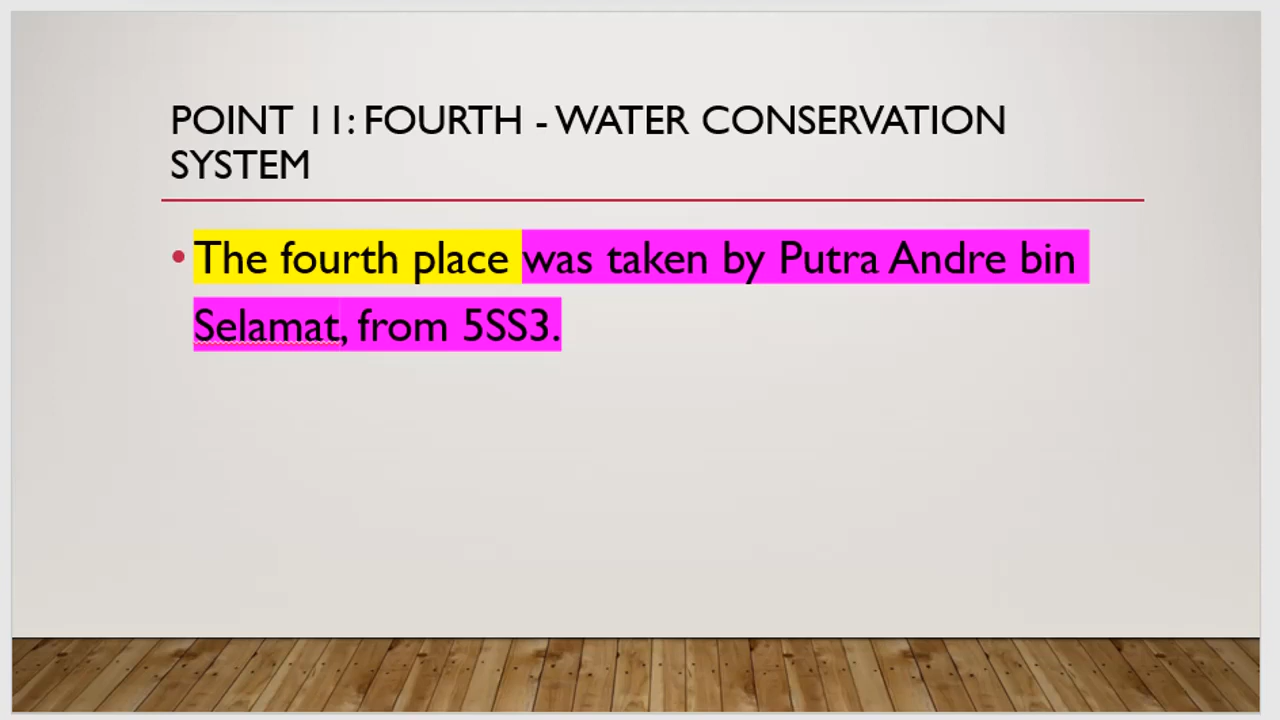 POINT 11: FOURTH - WATER CONSERVATION
SYSTEM
• The fourth place was taken by Putra Andre bin
Selamat, from 5SS3.